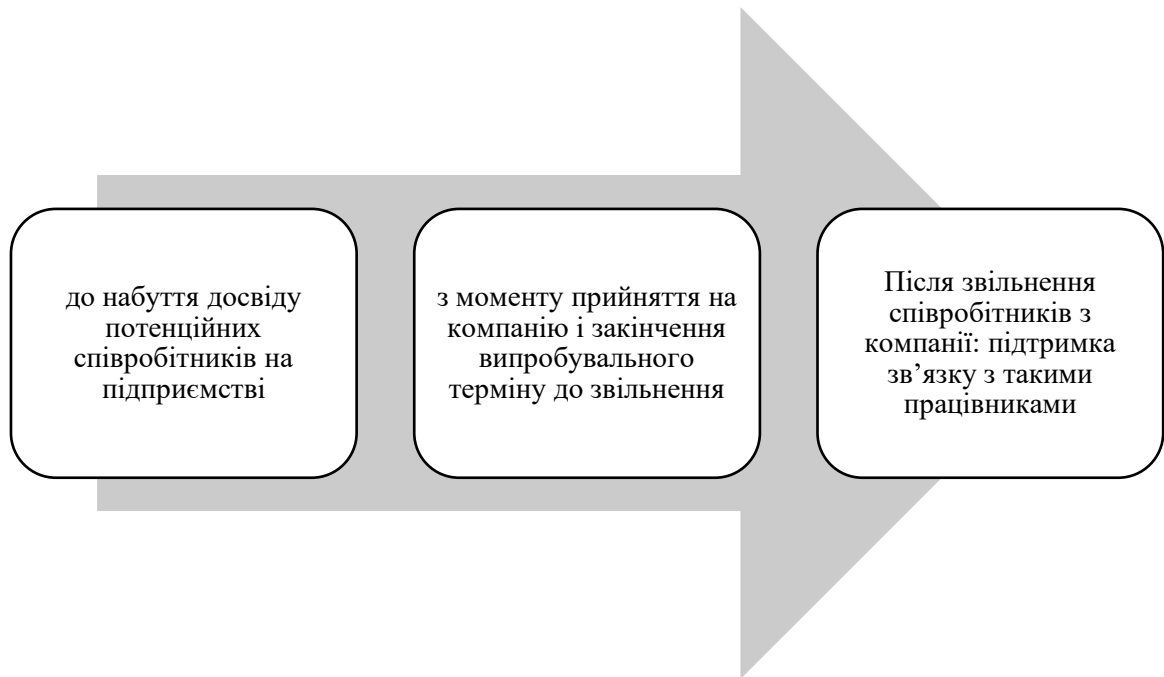 до набуття досвіду
потенційних
співробітників на
підприємстві
з моменту прийняття на
компанію і закінчення
випробувального
терміну до звільнення
Після звільнення
співробітників з
компанії: підтримка
зв’язку з такими
працівниками